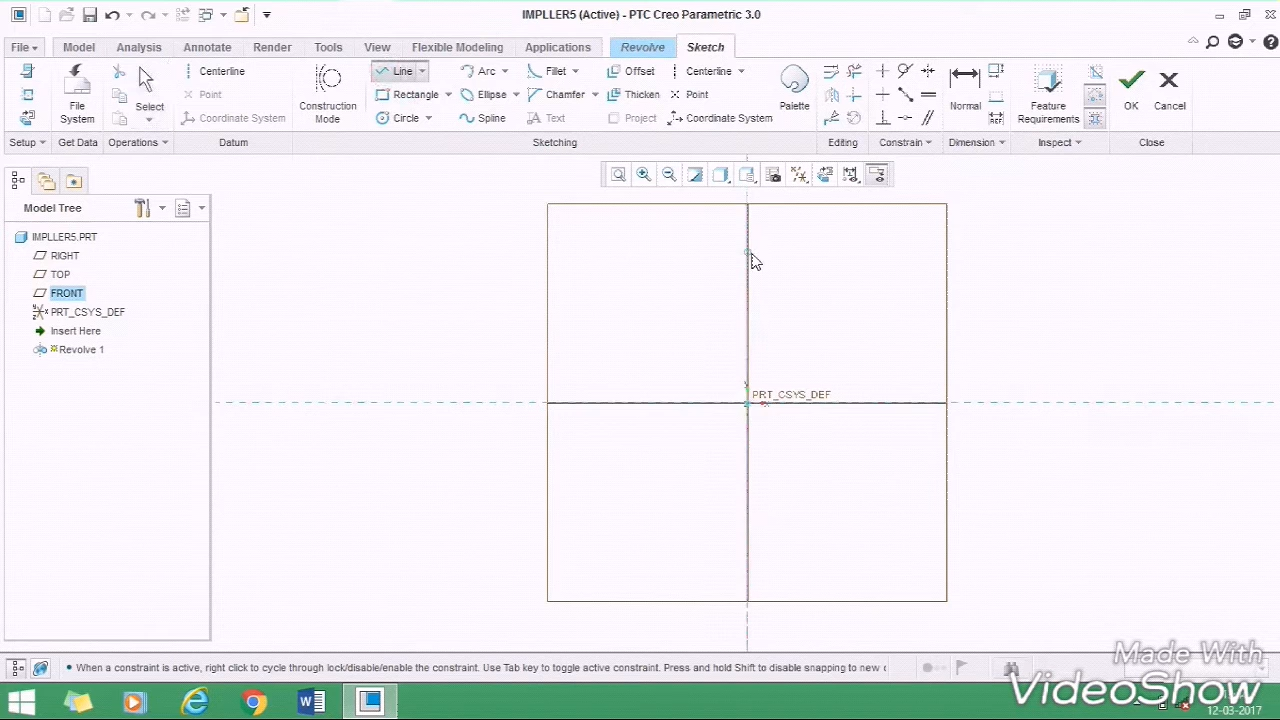 IMPLLER5 (Active) - PTC Creo Parametric 3.0
File Model Analysis Annotate Render Tools View Flexible Modeling Applications Revolve Sketch
Centerline Line Arc Fillet Offset Centerline
Point Rectangle Ellipse Chamfer Thicken Point
Coordinate System Circle Spline Text Project Coordinate System
File System
Select
Construction Mode
Palette
Normal
Feature Requirements
OK
Cancel
Setup Get Data Operations Datum Sketching Editing Constrain Dimension Inspect Close
Model Tree
IMPLLER5.PRT
RIGHT
TOP
FRONT
PRT_CSYS_DEF
Insert Here
Revolve 1
PRT_CSYS_DEF
• When a constraint is active, right click to cycle through lock/disable/enable the constraint. Use Tab key to toggle active constraint. Press and hold Shift to disable snapping to new
Made With
VideoShow
12-03-2017